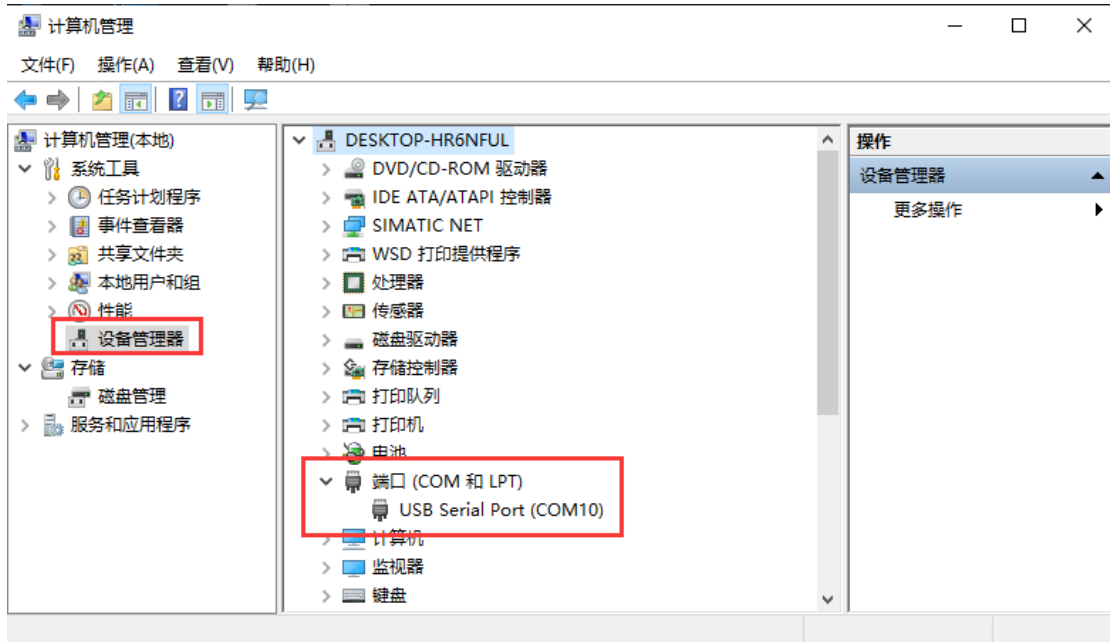 计算机管理
文件(F) 操作(A) 查看(V) 帮助(H)
计算机管理(本地)
系统工具
任务计划程序
事件查看器
共享文件夹
本地用户和组
性能
设备管理器
存储
磁盘管理
服务和应用程序
DESKTOP-HR6NFUL
DVD/CD-ROM 驱动器
IDE ATA/ATAPI 控制器
SIMATIC NET
WSD 打印提供程序
处理器
传感器
磁盘驱动器
存储控制器
打印队列
打印机
电池
端口 (COM 和 LPT)
USB Serial Port (COM10)
计算机
监视器
键盘
操作
设备管理器
更多操作